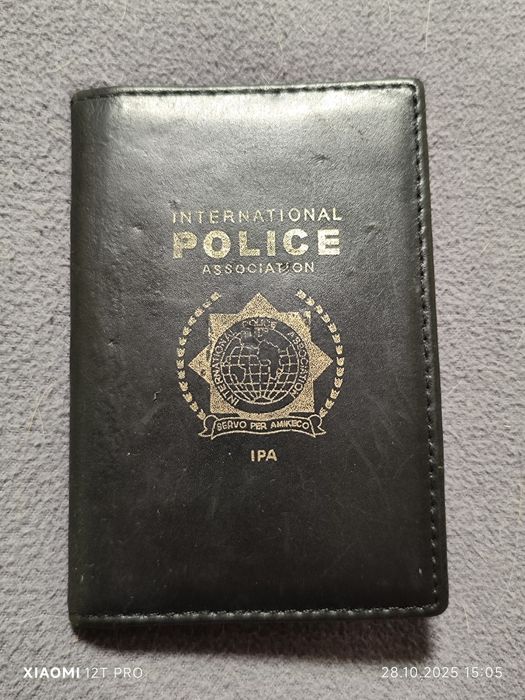 INTERNATIONAL
POLICE
ASSOCIATION
INTERNATIONAL POLICE ASSOCIATION
SERVO PER AMIKECO
IPA
XIAOMI 12T PRO
28.10.2025 15:05